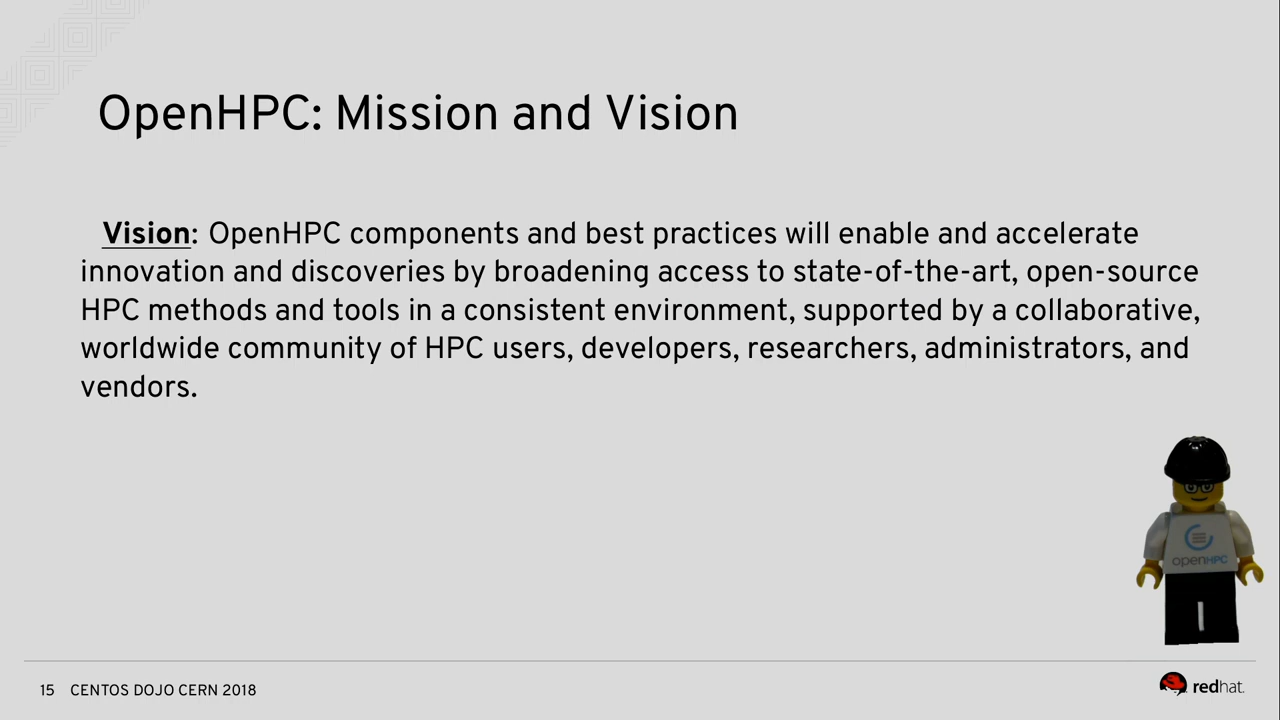 OpenHPC: Mission and Vision
Vision: OpenHPC components and best practices will enable and accelerate
innovation and discoveries by broadening access to state-of-the-art, open-source
HPC methods and tools in a consistent environment, supported by a collaborative,
worldwide community of HPC users, developers, researchers, administrators, and
vendors.
openHPC
15 CENTOS DOJO CERN 2018
redhat.